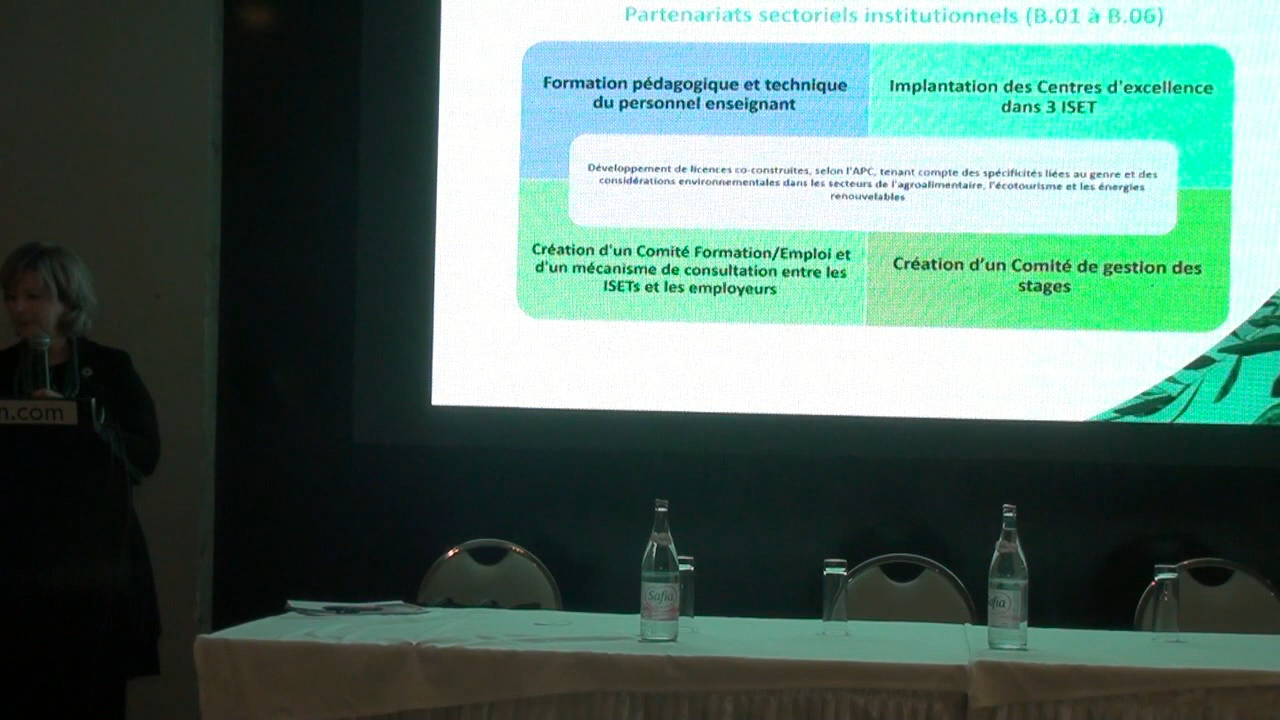 Partenariats sectoriels institutionnels (B.01 à B.06)
Formation pédagogique et technique
du personnel enseignant
Implantation des Centres d'excellence
dans 3 ISET
Développement de licences co-construites, selon l'APC, tenant compte des spécificités liées au genre et des
considérations environnementales dans les secteurs de l'agroalimentaire, l'écotourisme et les énergies
renouvelables
Création d'un Comité Formation/Emploi et
d'un mécanisme de consultation entre les
ISETs et les employeurs
Création d'un Comité de gestion des
stages
n.com
Safia
afia